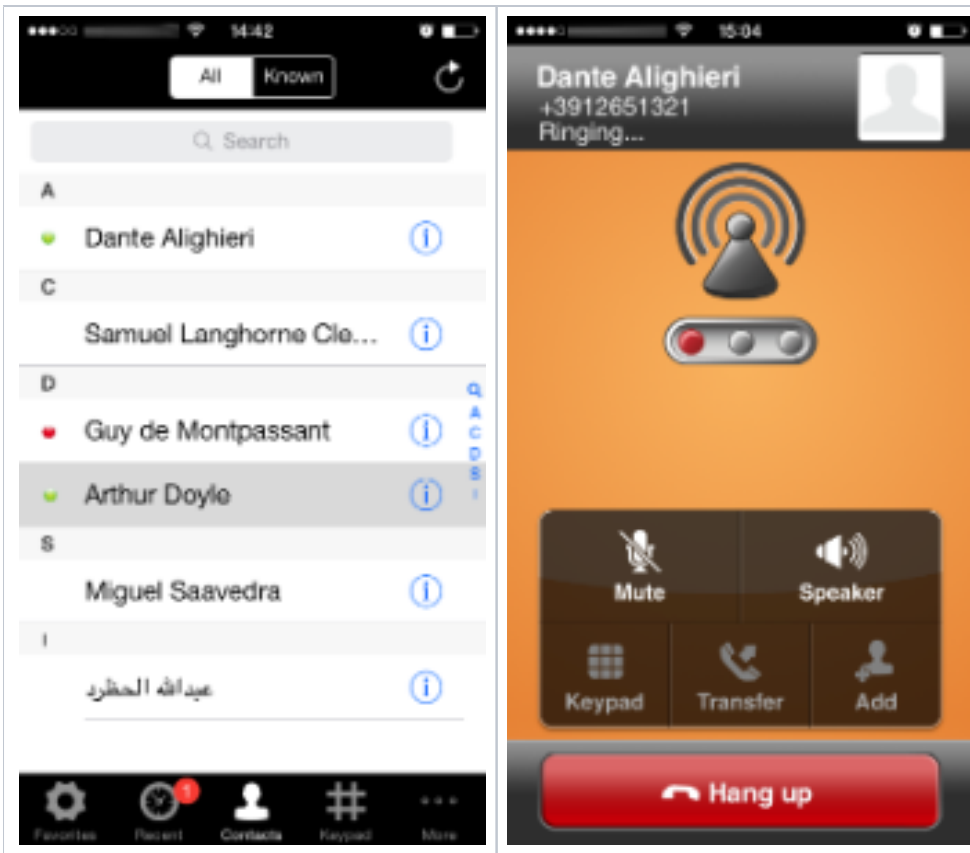 14:42
All Known
Search
A
Dante Alighieri
C
Samuel Langhorne Cle...
D
Guy de Montpassant
Arthur Doyle
S
Miguel Saavedra
I
عبدالله الحظرد
Q
A
C
D
S
I
1
Favorites Recent Contacts Keypad More
15:04
Dante Alighieri
+3912651321
Ringing...
Mute Speaker
Keypad Transfer Add
Hang up